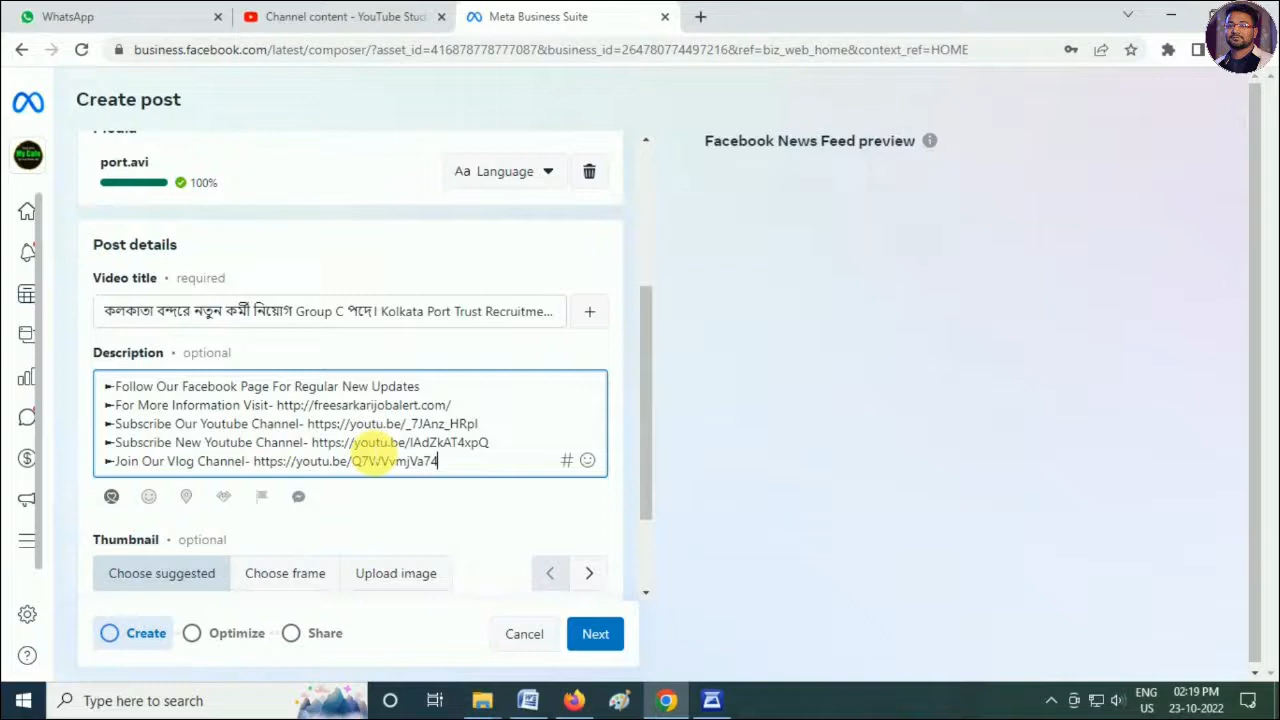 WhatsApp
Channel content - YouTube Stud
Meta Business Suite
business.facebook.com/latest/composer/?asset_id=416878778777087&business_id=264780774497216&ref=biz_web_home&context_ref=HOME
Create post
Media
port.avi
100%
Aa Language
Facebook News Feed preview
My Cafe
Post details
Video title • required
কলকাতা বন্দরে নতুন কর্মী নিয়োগ Group C পদে। Kolkata Port Trust Recruitme...
Description • optional
►Follow Our Facebook Page For Regular New Updates
►For More Information Visit- http://freesarkarijobalert.com/
►Subscribe Our Youtube Channel- https://youtu.be/_7JAnz_HRpI
►Subscribe New Youtube Channel- https://youtu.be/lAdZkAT4xpQ
►Join Our Vlog Channel- https://youtu.be/Q7WVvmjVa74
#
Thumbnail • optional
Choose suggested
Choose frame
Upload image
Create
Optimize
Share
Cancel
Next
Type here to search
ENG
US
02:19 PM
23-10-2022